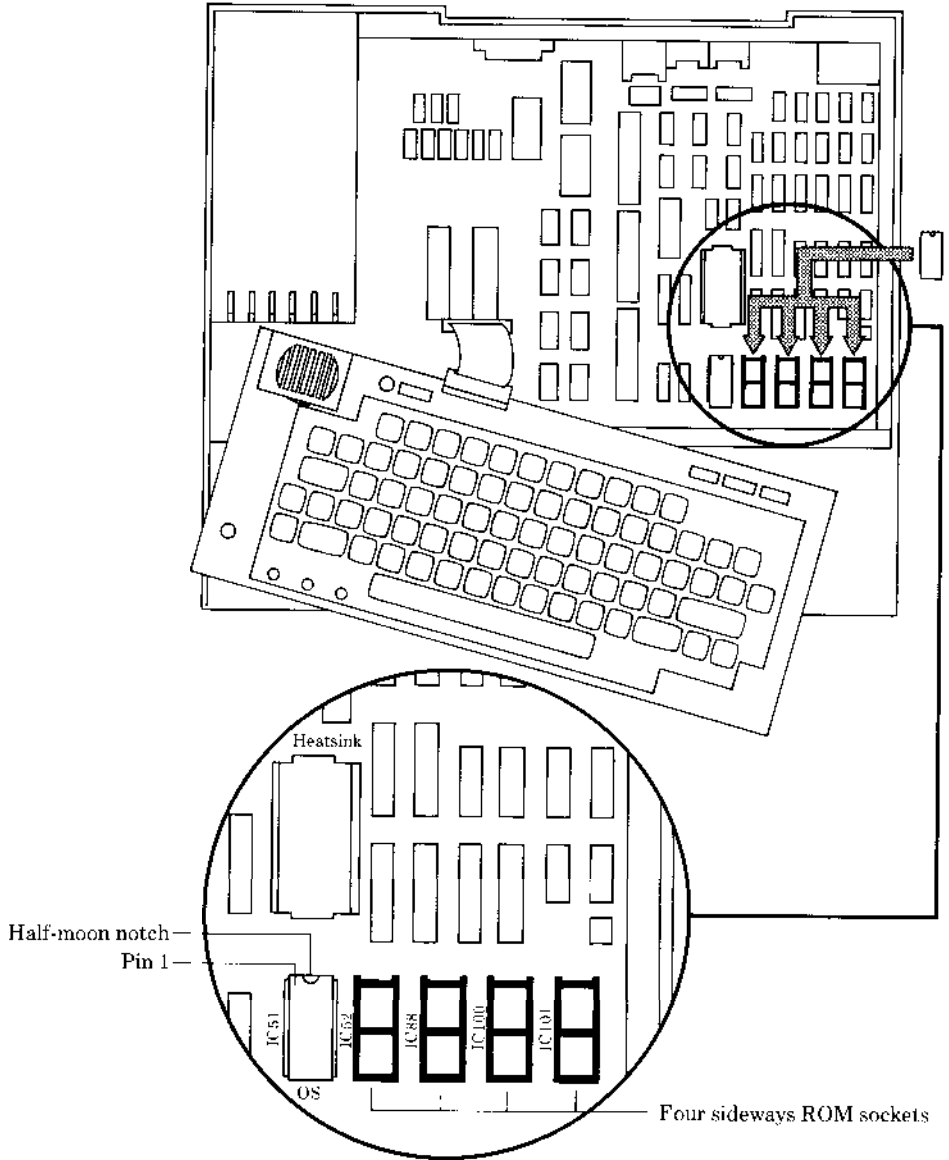 Heatsink
Half-moon notch
Pin 1
IC51
IC52
IC88
IC100
IC101
OS
Four sideways ROM sockets